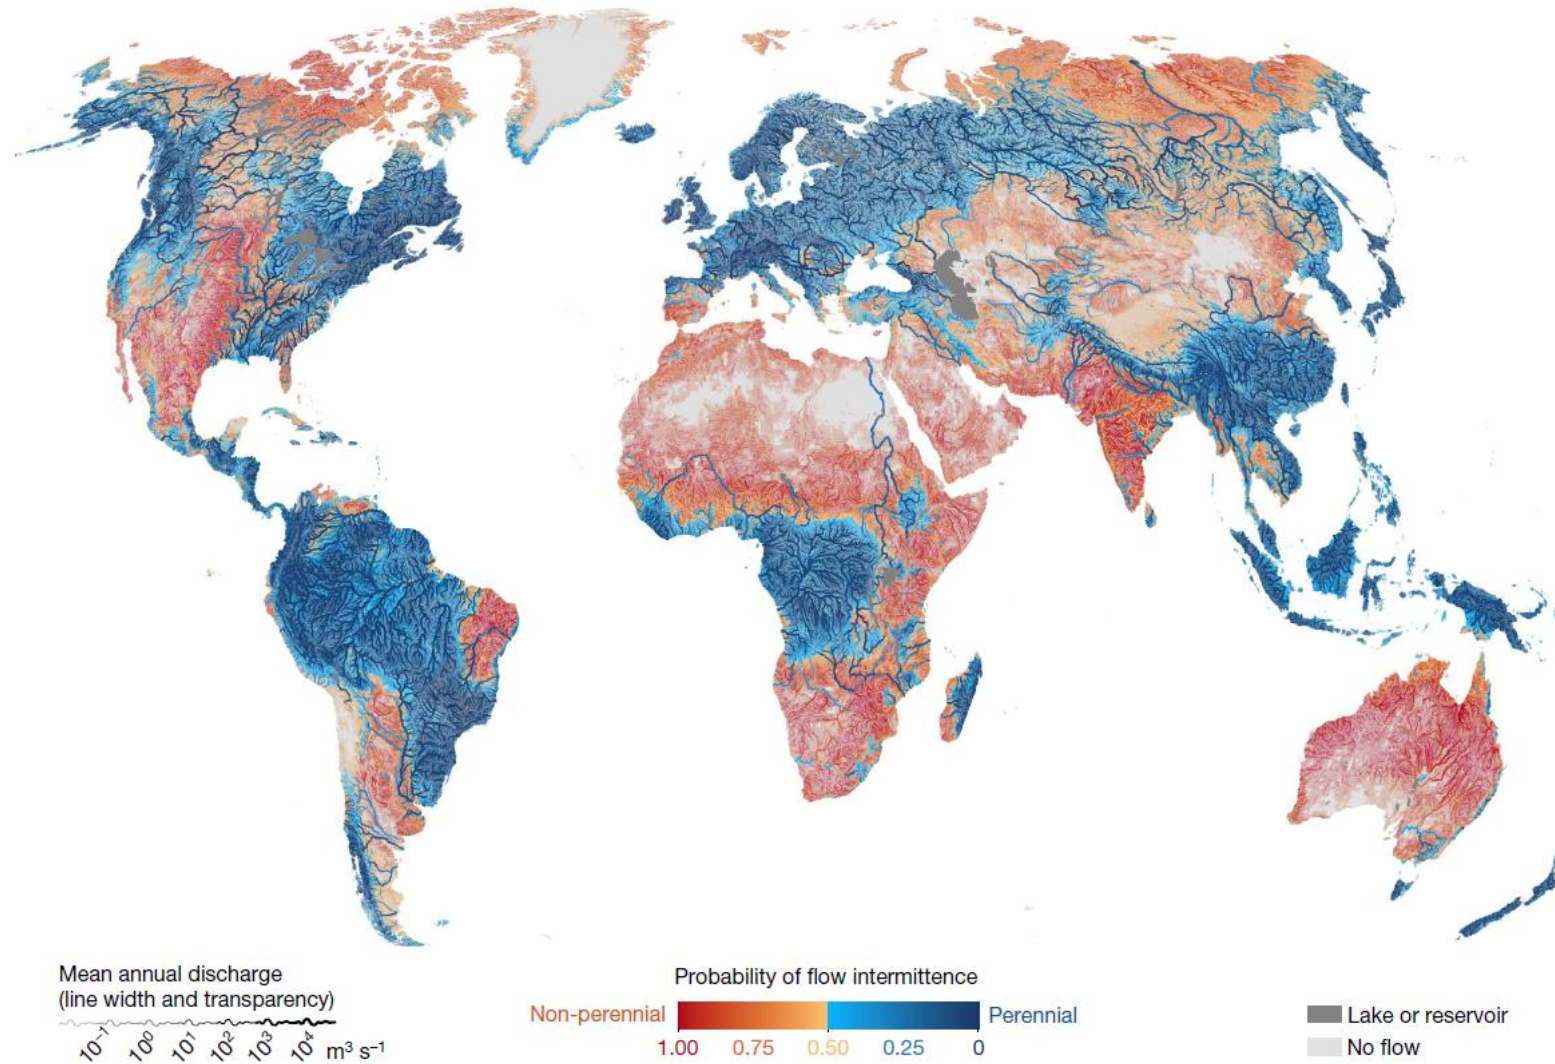 Mean annual discharge
(line width and transparency)
10⁻¹ 10⁰ 10¹ 10² 10³ 10⁴ m³ s⁻¹
Probability of flow intermittence
Non-perennial Perennial
1.00 0.75 0.50 0.25 0
Lake or reservoir
No flow